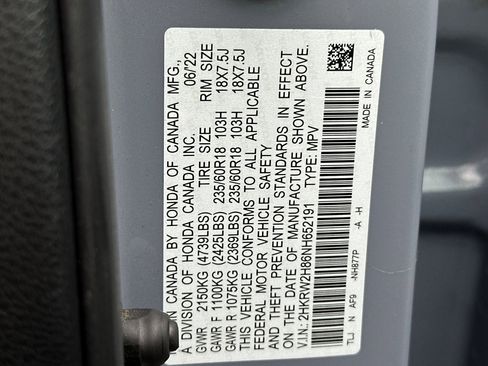 IN CANADA BY HONDA OF CANADA MFG.,
A DIVISION OF HONDA CANADA INC. 06/22
TIRE SIZE RIM SIZE
GVWR 2150KG (4739LBS)
GAWR F 1100KG (2425LBS) 235/60R18 103H 18X7.5J
GAWR R 1075KG (2369LBS) 235/60R18 103H 18X7.5J
THIS VEHICLE CONFORMS TO ALL APPLICABLE
FEDERAL MOTOR VEHICLE SAFETY
AND THEFT PREVENTION STANDARDS IN EFFECT
ON THE DATE OF MANUFACTURE SHOWN ABOVE.
V.I.N.: 2HKRW2H86NH652191 TYPE: MPV
TLJ N AF9 -NH877P -A -H
MADE IN CANADA